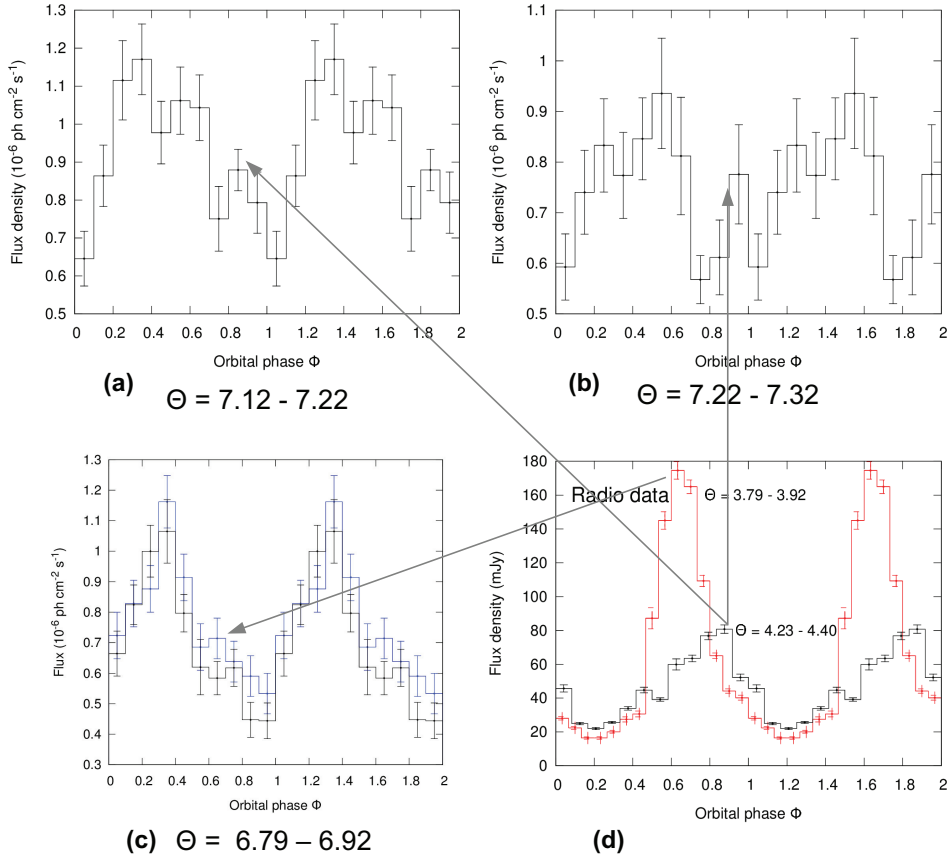 1.3
1.2
1.1
1
0.9
0.8
0.7
0.6
0.5
Flux density (10⁻⁶ ph cm⁻² s⁻¹)
0 0.2 0.4 0.6 0.8 1 1.2 1.4 1.6 1.8 2
Orbital phase Φ
(a)
Θ = 7.12 - 7.22
1.3
1.2
1.1
1
0.9
0.8
0.7
0.6
0.5
Flux density (10⁻⁶ ph cm⁻² s⁻¹)
0 0.2 0.4 0.6 0.8 1 1.2 1.4 1.6 1.8 2
Orbital phase Φ
(b)
Θ = 7.22 - 7.32
1.3
1.2
1.1
1
0.9
0.8
0.7
0.6
0.5
0.4
0.3
Flux (10⁻⁶ ph cm⁻² s⁻¹)
0 0.2 0.4 0.6 0.8 1 1.2 1.4 1.6 1.8 2
Orbital phase Φ
(c) Θ = 6.79 – 6.92
180
160
140
120
100
80
60
40
20
0
Flux density (mJy)
Radio data
Θ = 3.79 - 3.92
Θ = 4.23 - 4.40
0 0.2 0.4 0.6 0.8 1 1.2 1.4 1.6 1.8 2
Orbital phase Φ
(d)